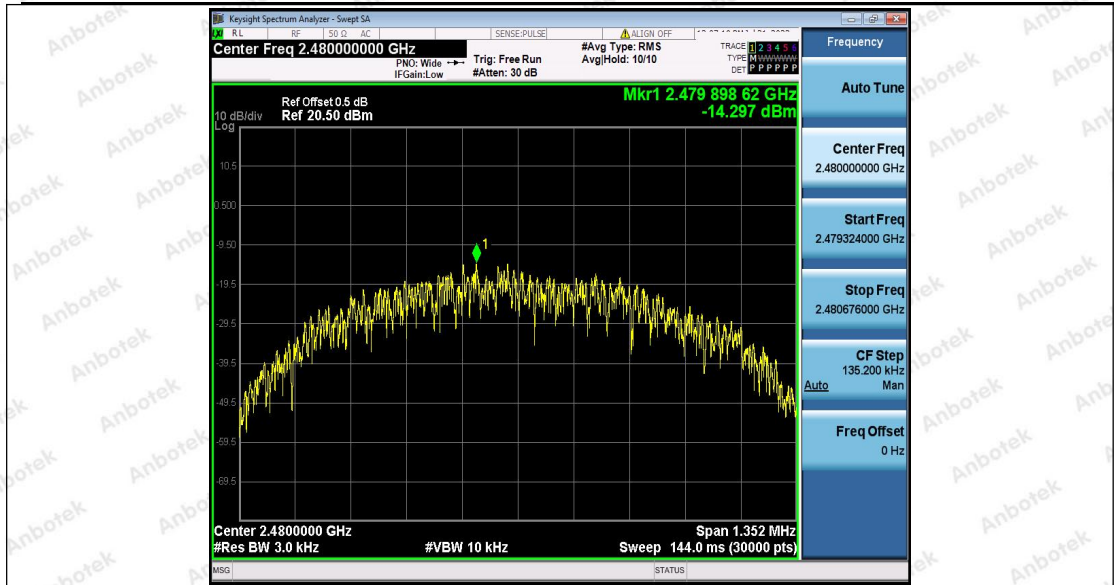 Keysight Spectrum Analyzer - Swept SA
RL RF 50 Ω AC SENSE:PULSE ALIGN OFF
Center Freq 2.480000000 GHz
PNO: Wide
IFGain:Low
Trig: Free Run
#Atten: 30 dB
#Avg Type: RMS
Avg|Hold: 10/10
TRACE 1 2 3 4 5 6
TYPE M WWWWW
DET P P P P P P
Mkr1 2.479 898 62 GHz
-14.297 dBm
Ref Offset 0.5 dB
10 dB/div Ref 20.50 dBm
Log
10.5
0.500
-9.50
-19.5
-29.5
-39.5
-49.5
-59.5
-69.5
1
Center 2.4800000 GHz
Span 1.352 MHz
#Res BW 3.0 kHz
#VBW 10 kHz
Sweep 144.0 ms (30000 pts)
MSG
STATUS
Frequency
Auto Tune
Center Freq
2.480000000 GHz
Start Freq
2.479324000 GHz
Stop Freq
2.480676000 GHz
CF Step
135.200 kHz
Auto Man
Freq Offset
0 Hz
Anbotek